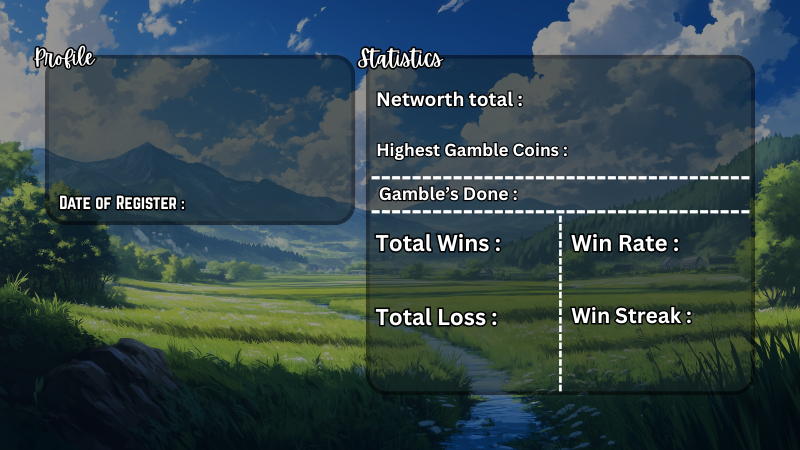 Profile
Date of Register :
Statistics
Networth total :
Highest Gamble Coins :
Gamble's Done :
Total Wins :
Win Rate :
Total Loss :
Win Streak :